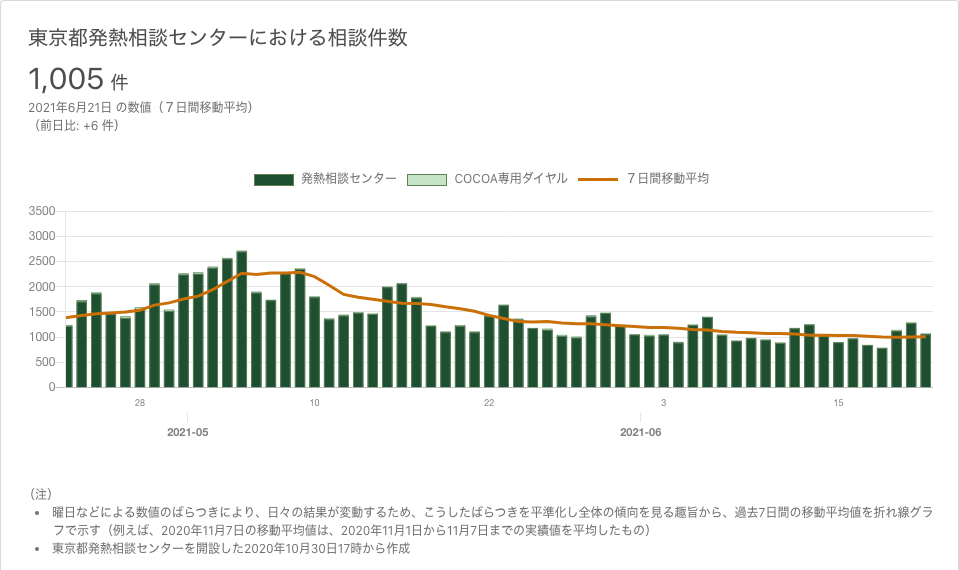 東京都発熱相談センターにおける相談件数
1,005 件
2021年6月21日 の数値（７日間移動平均）
（前日比: +6 件）
発熱相談センター COCOA専用ダイヤル ７日間移動平均
3500
3000
2500
2000
1500
1000
500
0
28 10 22 3 15
2021-05 2021-06
（注）
• 曜日などによる数値のばらつきにより、日々の結果が変動するため、こうしたばらつきを平準化し全体の傾向を見る趣旨から、過去7日間の移動平均値を折れ線グラ
フで示す（例えば、2020年11月7日の移動平均値は、2020年11月1日から11月7日までの実績値を平均したもの）
• 東京都発熱相談センターを開設した2020年10月30日17時から作成